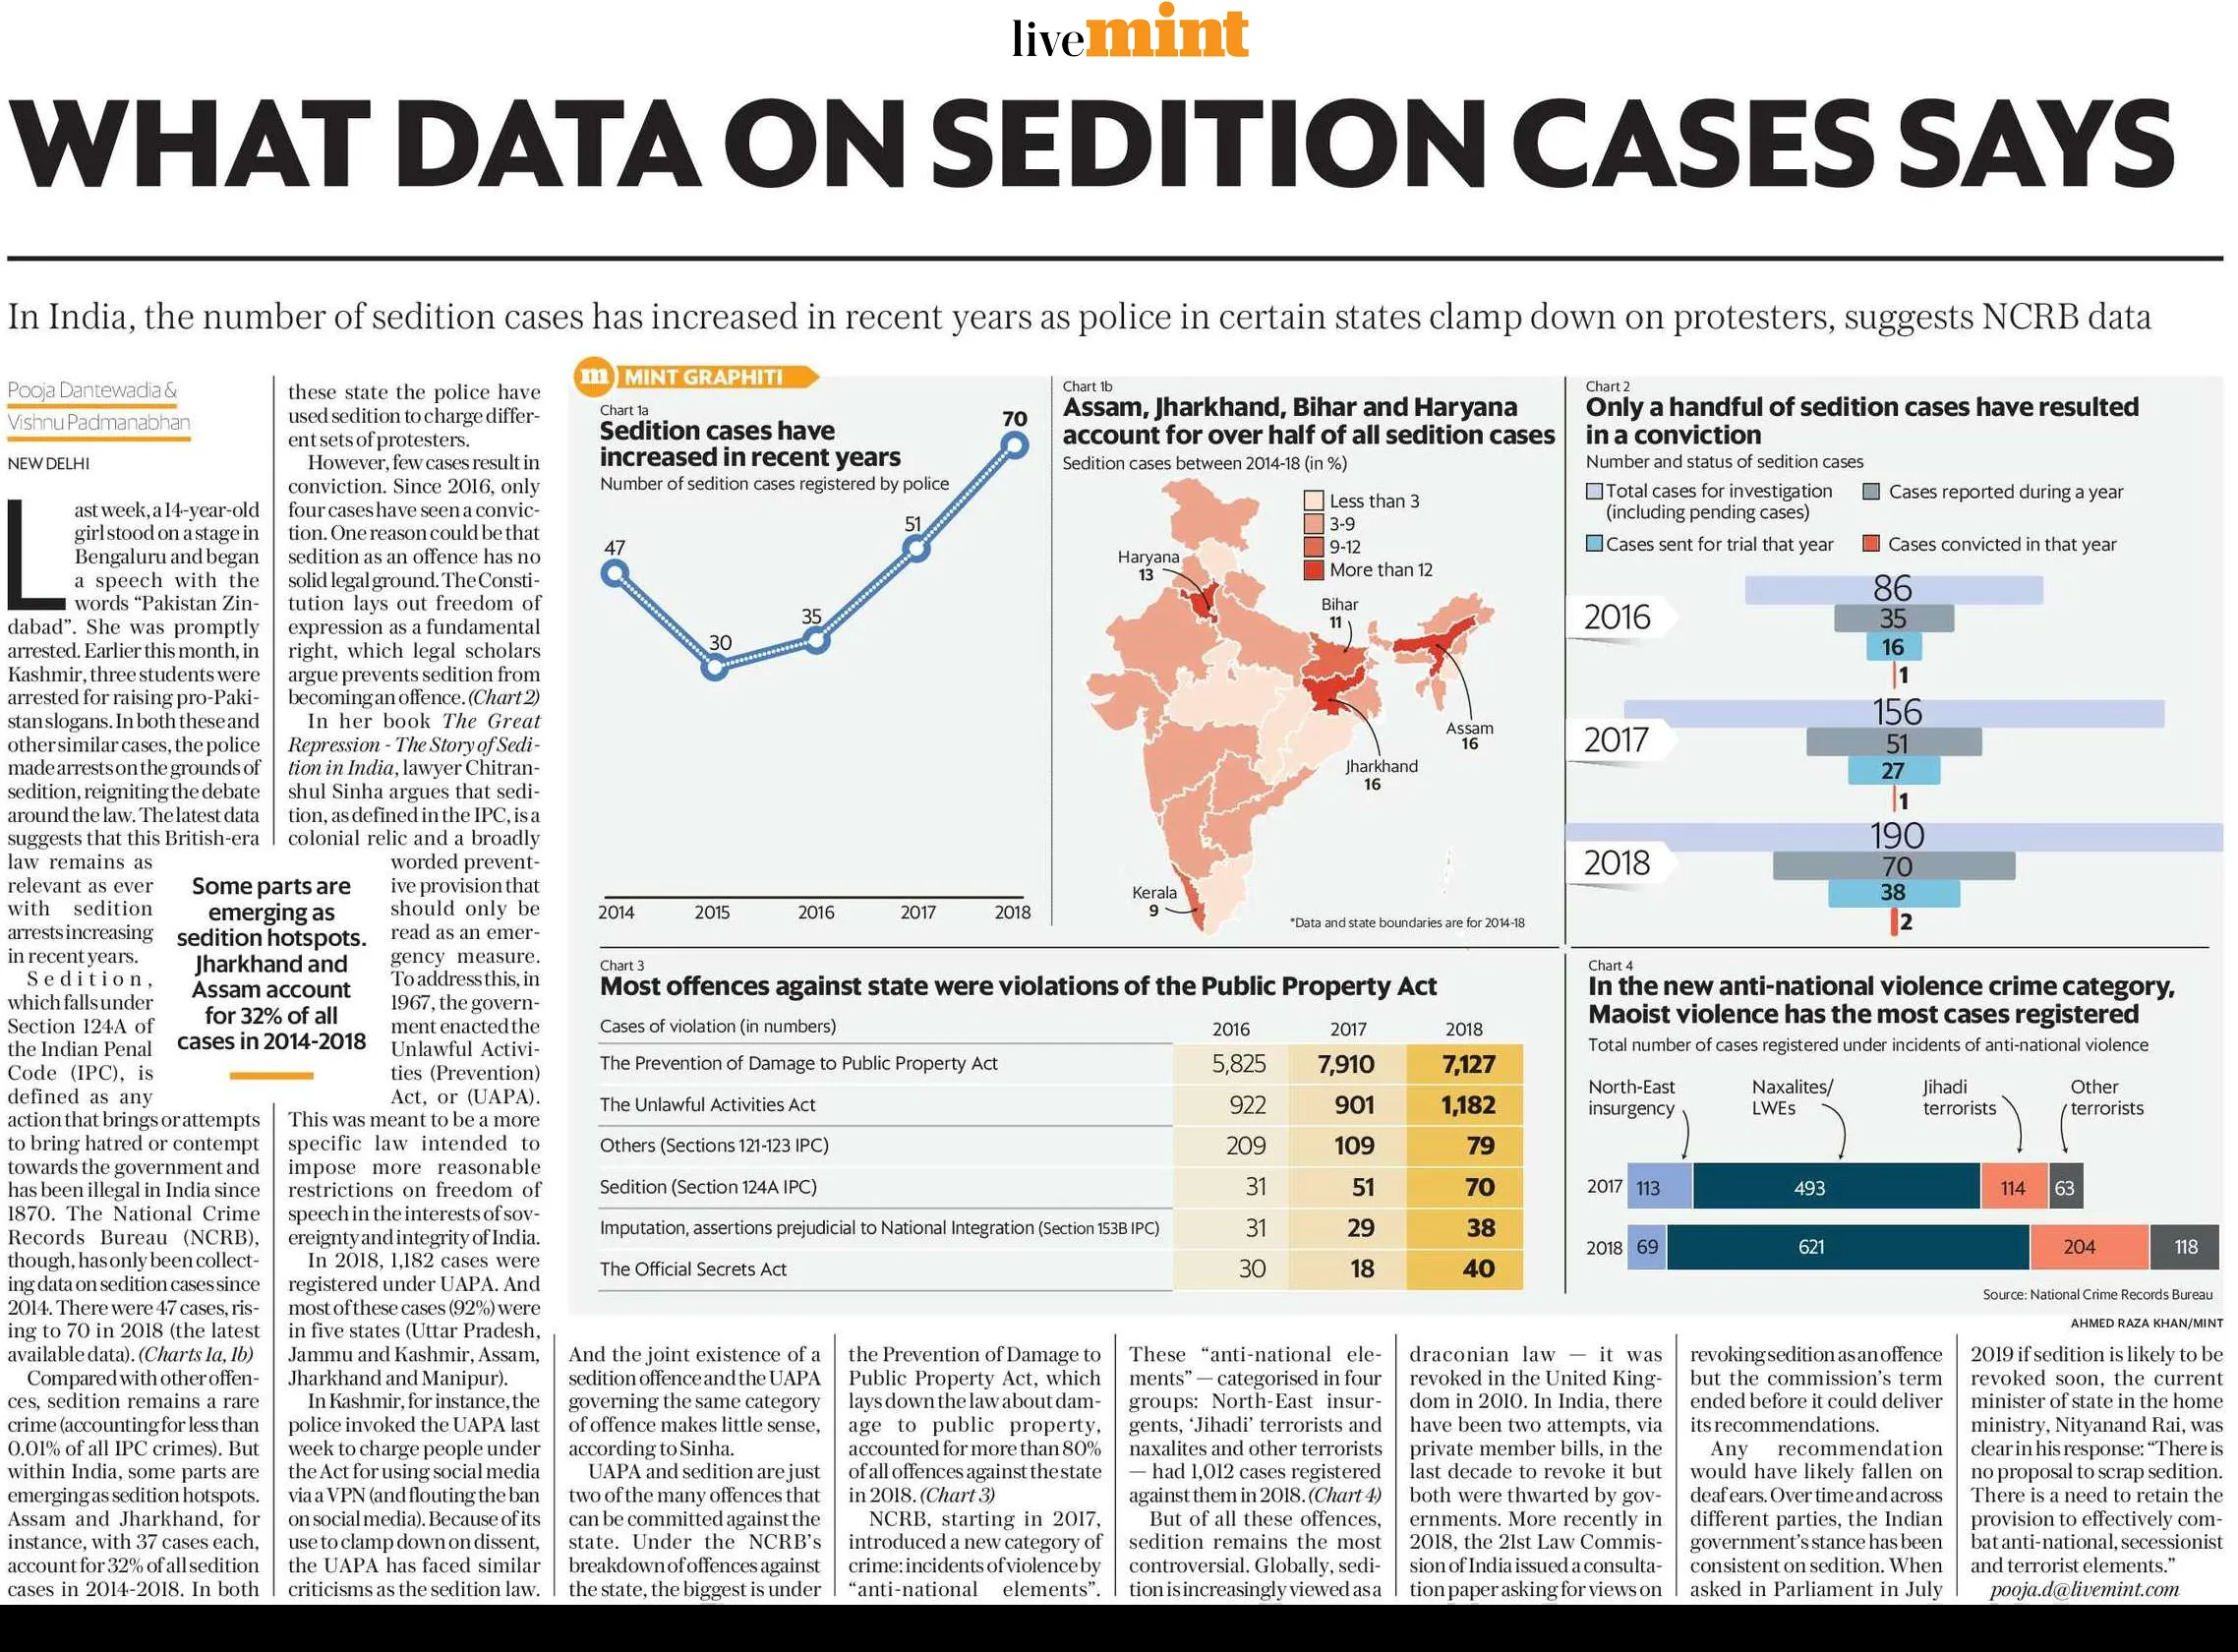 livemint
WHAT DATA ON SEDITION CASES SAYS
In India, the number of sedition cases has increased in recent years as police in certain states clamp down on protesters, suggests NCRB data
Pooja Dantewadia &
Vishnu Padmanabhan
NEW DELHI
Last week, a 14-year-old
girl stood on a stage in
Bengaluru and began
a speech with the
words “Pakistan Zin-
dabad”. She was promptly
arrested. Earlier this month, in
Kashmir, three students were
arrested for raising pro-Paki-
stan slogans. In both these and
other similar cases, the police
made arrests on the grounds of
sedition, reigniting the debate
around the law. The latest data
suggests that this British-era
law remains as
relevant as ever
with sedition
arrests increasing
in recent years.
Sedition,
which falls under
Section 124A of
the Indian Penal
Code (IPC), is
defined as any
action that brings or attempts
to bring hatred or contempt
towards the government and
has been illegal in India since
1870. The National Crime
Records Bureau (NCRB),
though, has only been collect-
ing data on sedition cases since
2014. There were 47 cases, ris-
ing to 70 in 2018 (the latest
available data). (Charts 1a, 1b)
Compared with other offen-
ces, sedition remains a rare
crime (accounting for less than
0.01% of all IPC crimes). But
within India, some parts are
emerging as sedition hotspots.
Assam and Jharkhand, for
instance, with 37 cases each,
account for 32% of all sedition
cases in 2014-2018. In both
these state the police have
used sedition to charge differ-
ent sets of protesters.
However, few cases result in
conviction. Since 2016, only
four cases have seen a convic-
tion. One reason could be that
sedition as an offence has no
solid legal ground. The Consti-
tution lays out freedom of
expression as a fundamental
right, which legal scholars
argue prevents sedition from
becoming an offence. (Chart 2)
In her book The Great
Repression - The Story of Sedi-
tion in India, lawyer Chitran-
shul Sinha argues that sedi-
tion, as defined in the IPC, is a
colonial relic and a broadly
worded prevent-
ive provision that
should only be
read as an emer-
gency measure.
To address this, in
1967, the govern-
ment enacted the
Unlawful Activi-
ties (Prevention)
Act, or (UAPA).
This was meant to be a more
specific law intended to
impose more reasonable
restrictions on freedom of
speech in the interests of sov-
ereignty and integrity of India.
In 2018, 1,182 cases were
registered under UAPA. And
most of these cases (92%) were
in five states (Uttar Pradesh,
Jammu and Kashmir, Assam,
Jharkhand and Manipur).
In Kashmir, for instance, the
police invoked the UAPA last
week to charge people under
the Act for using social media
via a VPN (and flouting the ban
on social media). Because of its
use to clamp down on dissent,
the UAPA has faced similar
criticisms as the sedition law.
Some parts are
emerging as
sedition hotspots.
Jharkhand and
Assam account
for 32% of all
cases in 2014-2018
m MINT GRAPHITI
Chart 1a
Sedition cases have
increased in recent years
Number of sedition cases registered by police
47
30
35
51
70
2014 2015 2016 2017 2018
Chart 1b
Assam, Jharkhand, Bihar and Haryana
account for over half of all sedition cases
Sedition cases between 2014-18 (in %)
Less than 3
3-9
9-12
More than 12
Haryana
13
Bihar
11
Assam
16
Jharkhand
16
Kerala
9
*Data and state boundaries are for 2014-18
Chart 2
Only a handful of sedition cases have resulted
in a conviction
Number and status of sedition cases
Total cases for investigation
(including pending cases)
Cases reported during a year
Cases sent for trial that year
Cases convicted in that year
2016
86
35
16
1
2017
156
51
27
1
2018
190
70
38
2
Chart 3
Most offences against state were violations of the Public Property Act
Cases of violation (in numbers) 2016 2017 2018
The Prevention of Damage to Public Property Act 5,825 7,910 7,127
The Unlawful Activities Act 922 901 1,182
Others (Sections 121-123 IPC) 209 109 79
Sedition (Section 124A IPC) 31 51 70
Imputation, assertions prejudicial to National Integration (Section 153B IPC) 31 29 38
The Official Secrets Act 30 18 40
Chart 4
In the new anti-national violence crime category,
Maoist violence has the most cases registered
Total number of cases registered under incidents of anti-national violence
North-East
insurgency
Naxalites/
LWEs
Jihadi
terrorists
Other
terrorists
2017 113 493 114 63
2018 69 621 204 118
Source: National Crime Records Bureau
AHMED RAZA KHAN/MINT
And the joint existence of a
sedition offence and the UAPA
governing the same category
of offence makes little sense,
according to Sinha.
UAPA and sedition are just
two of the many offences that
can be committed against the
state. Under the NCRB’s
breakdown of offences against
the state, the biggest is under
the Prevention of Damage to
Public Property Act, which
lays down the law about dam-
age to public property,
accounted for more than 80%
of all offences against the state
in 2018. (Chart 3)
NCRB, starting in 2017,
introduced a new category of
crime: incidents of violence by
“anti-national elements”.
These “anti-national ele-
ments” — categorised in four
groups: North-East insur-
gents, ‘Jihadi’ terrorists and
naxalites and other terrorists
— had 1,012 cases registered
against them in 2018. (Chart 4)
But of all these offences,
sedition remains the most
controversial. Globally, sedi-
tion is increasingly viewed as a
draconian law — it was
revoked in the United King-
dom in 2010. In India, there
have been two attempts, via
private member bills, in the
last decade to revoke it but
both were thwarted by gov-
ernments. More recently in
2018, the 21st Law Commis-
sion of India issued a consulta-
tion paper asking for views on
revoking sedition as an offence
but the commission’s term
ended before it could deliver
its recommendations.
Any recommendation
would have likely fallen on
deaf ears. Over time and across
different parties, the Indian
government’s stance has been
consistent on sedition. When
asked in Parliament in July
2019 if sedition is likely to be
revoked soon, the current
minister of state in the home
ministry, Nityanand Rai, was
clear in his response: “There is
no proposal to scrap sedition.
There is a need to retain the
provision to effectively com-
bat anti-national, secessionist
and terrorist elements.”
pooja.d@livemint.com